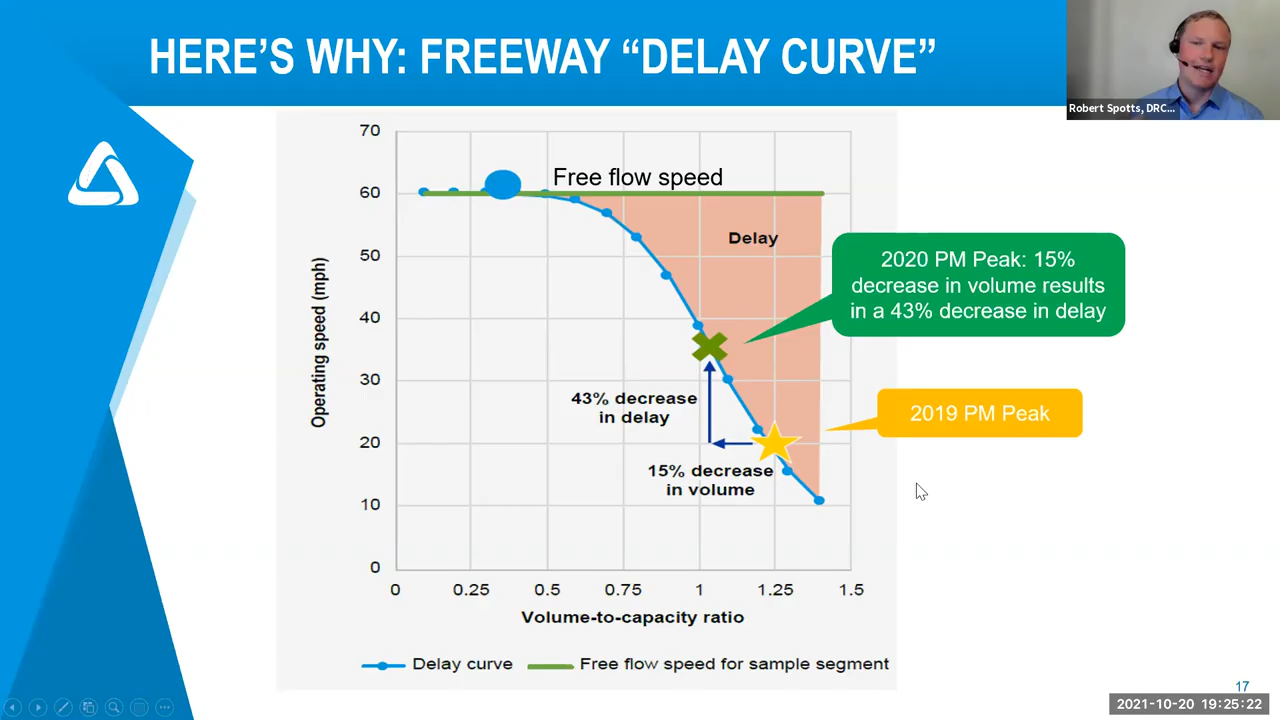 HERE'S WHY: FREEWAY “DELAY CURVE”
Robert Spotts, DRC...
70
60
50
40
30
20
10
0
Operating speed (mph)
Free flow speed
Delay
2020 PM Peak: 15%
decrease in volume results
in a 43% decrease in delay
43% decrease
in delay
2019 PM Peak
15% decrease
in volume
0 0.25 0.5 0.75 1 1.25 1.5
Volume-to-capacity ratio
Delay curve Free flow speed for sample segment
17
2021-10-20 19:25:22